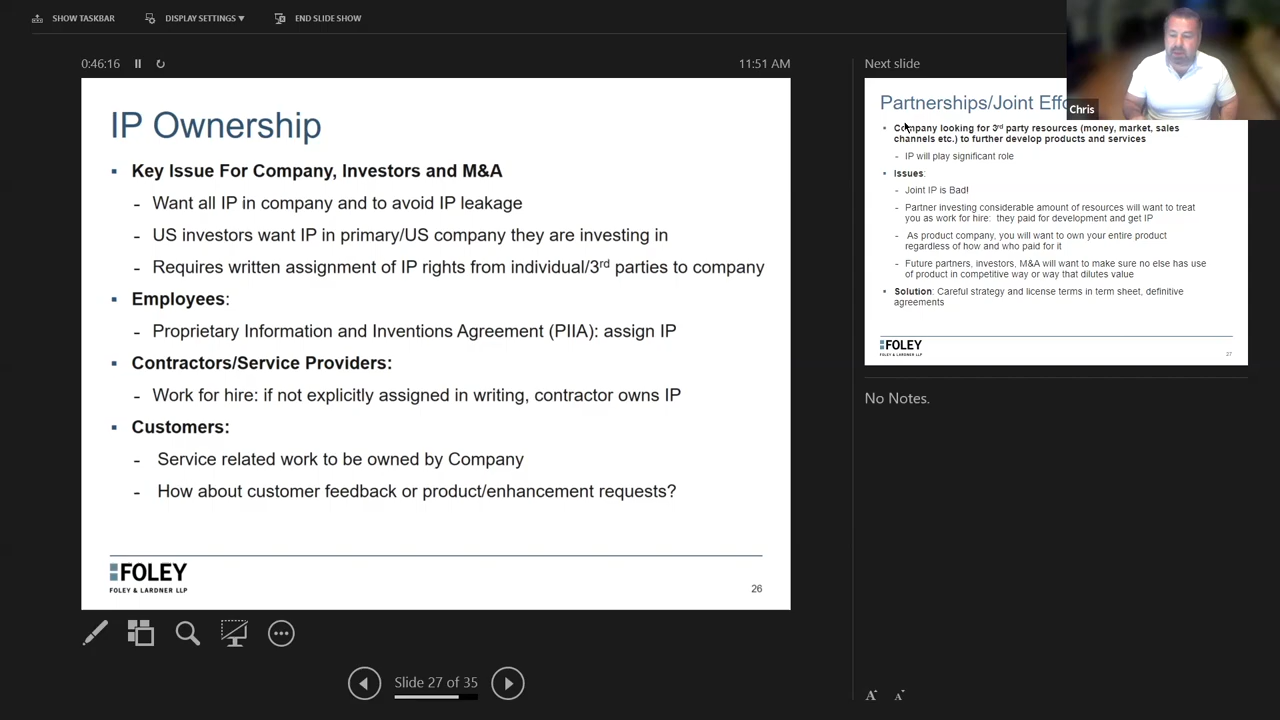 SHOW TASKBAR
DISPLAY SETTINGS ▾
END SLIDE SHOW
0:46:16
11:51 AM
IP Ownership
▪ Key Issue For Company, Investors and M&A
- Want all IP in company and to avoid IP leakage
- US investors want IP in primary/US company they are investing in
- Requires written assignment of IP rights from individual/3rd parties to company
▪ Employees:
- Proprietary Information and Inventions Agreement (PIIA): assign IP
▪ Contractors/Service Providers:
- Work for hire: if not explicitly assigned in writing, contractor owns IP
▪ Customers:
- Service related work to be owned by Company
- How about customer feedback or product/enhancement requests?
FOLEY
FOLEY & LARDNER LLP
26
Slide 27 of 35
Next slide
Chris
Partnerships/Joint
▪ Company looking for 3rd party resources (money, market, sales
channels etc.) to further develop products and services
- IP will play significant role
▪ Issues:
- Joint IP is Bad!
- Partner investing considerable amount of resources will want to treat
you as work for hire: they paid for development and get IP
- As product company, you will want to own your entire product
regardless of how and who paid for it
- Future partners, investors, M&A will want to make sure no else has use
of product in competitive way or way that dilutes value
▪ Solution: Careful strategy and license terms in term sheet, definitive
agreements
FOLEY
FOLEY & LARDNER LLP
27
No Notes.
A A